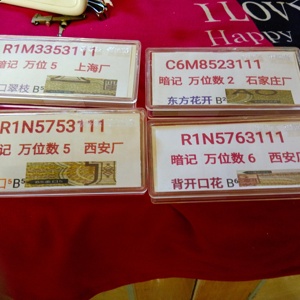 I LOV
Happy
R1M3353111
暗记 万位 5 上海厂
口翠枝 B
C6M8523111
暗记 万位数 2 石家庄厂
东方花开 B
R1N5753111
暗记 万位数 5 西安厂
口 B
R1N5763111
暗记 万位数 6 西安厂
背开口花 B